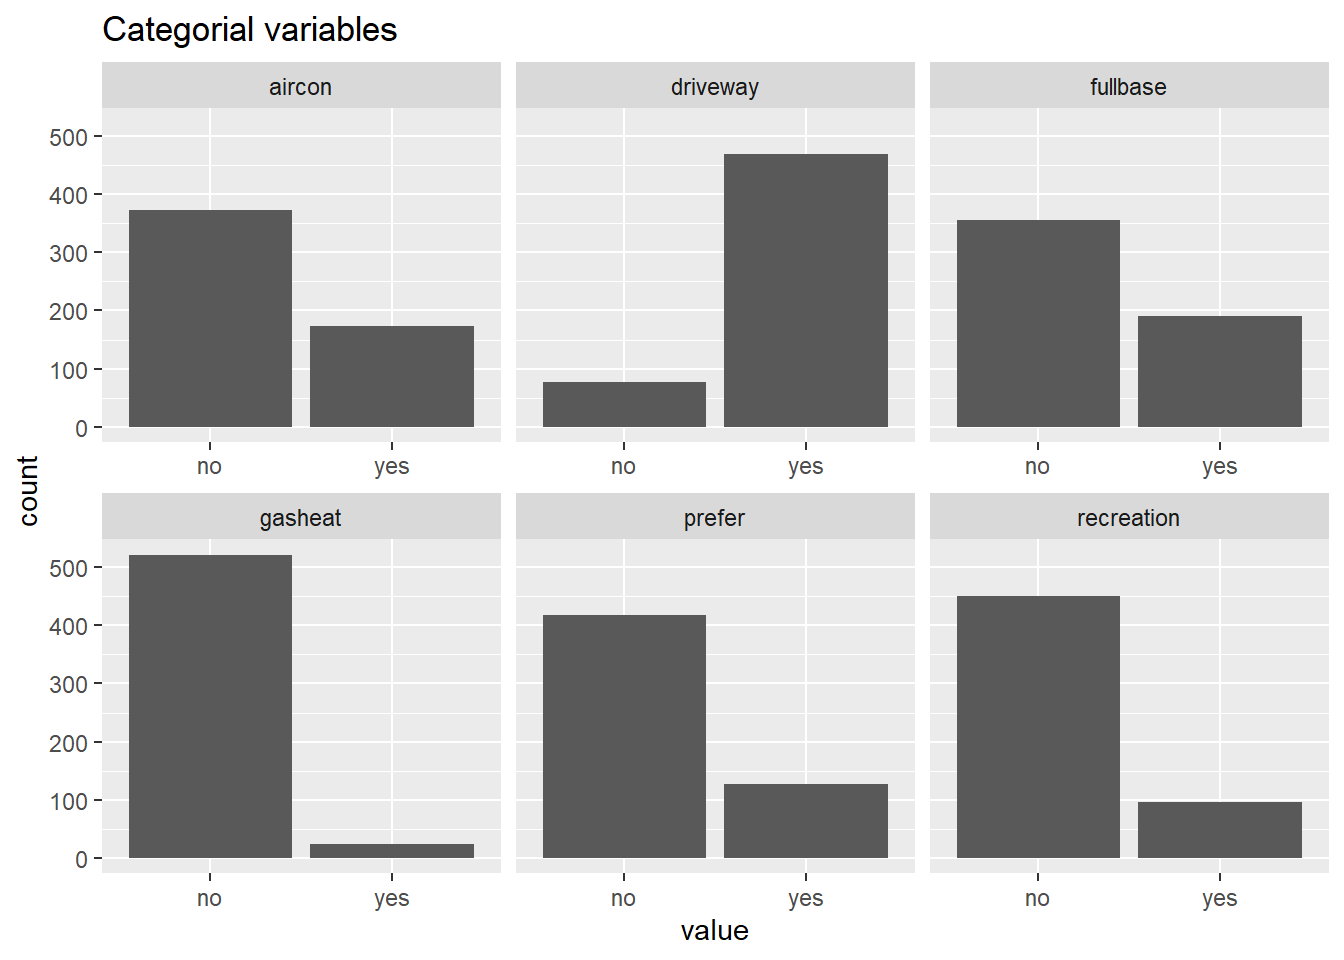 Categorial variables
aircon
driveway
fullbase
500
400
300
200
100
0
no yes
no yes
no yes
count
gasheat
prefer
recreation
500
400
300
200
100
0
no yes
no yes
no yes
value